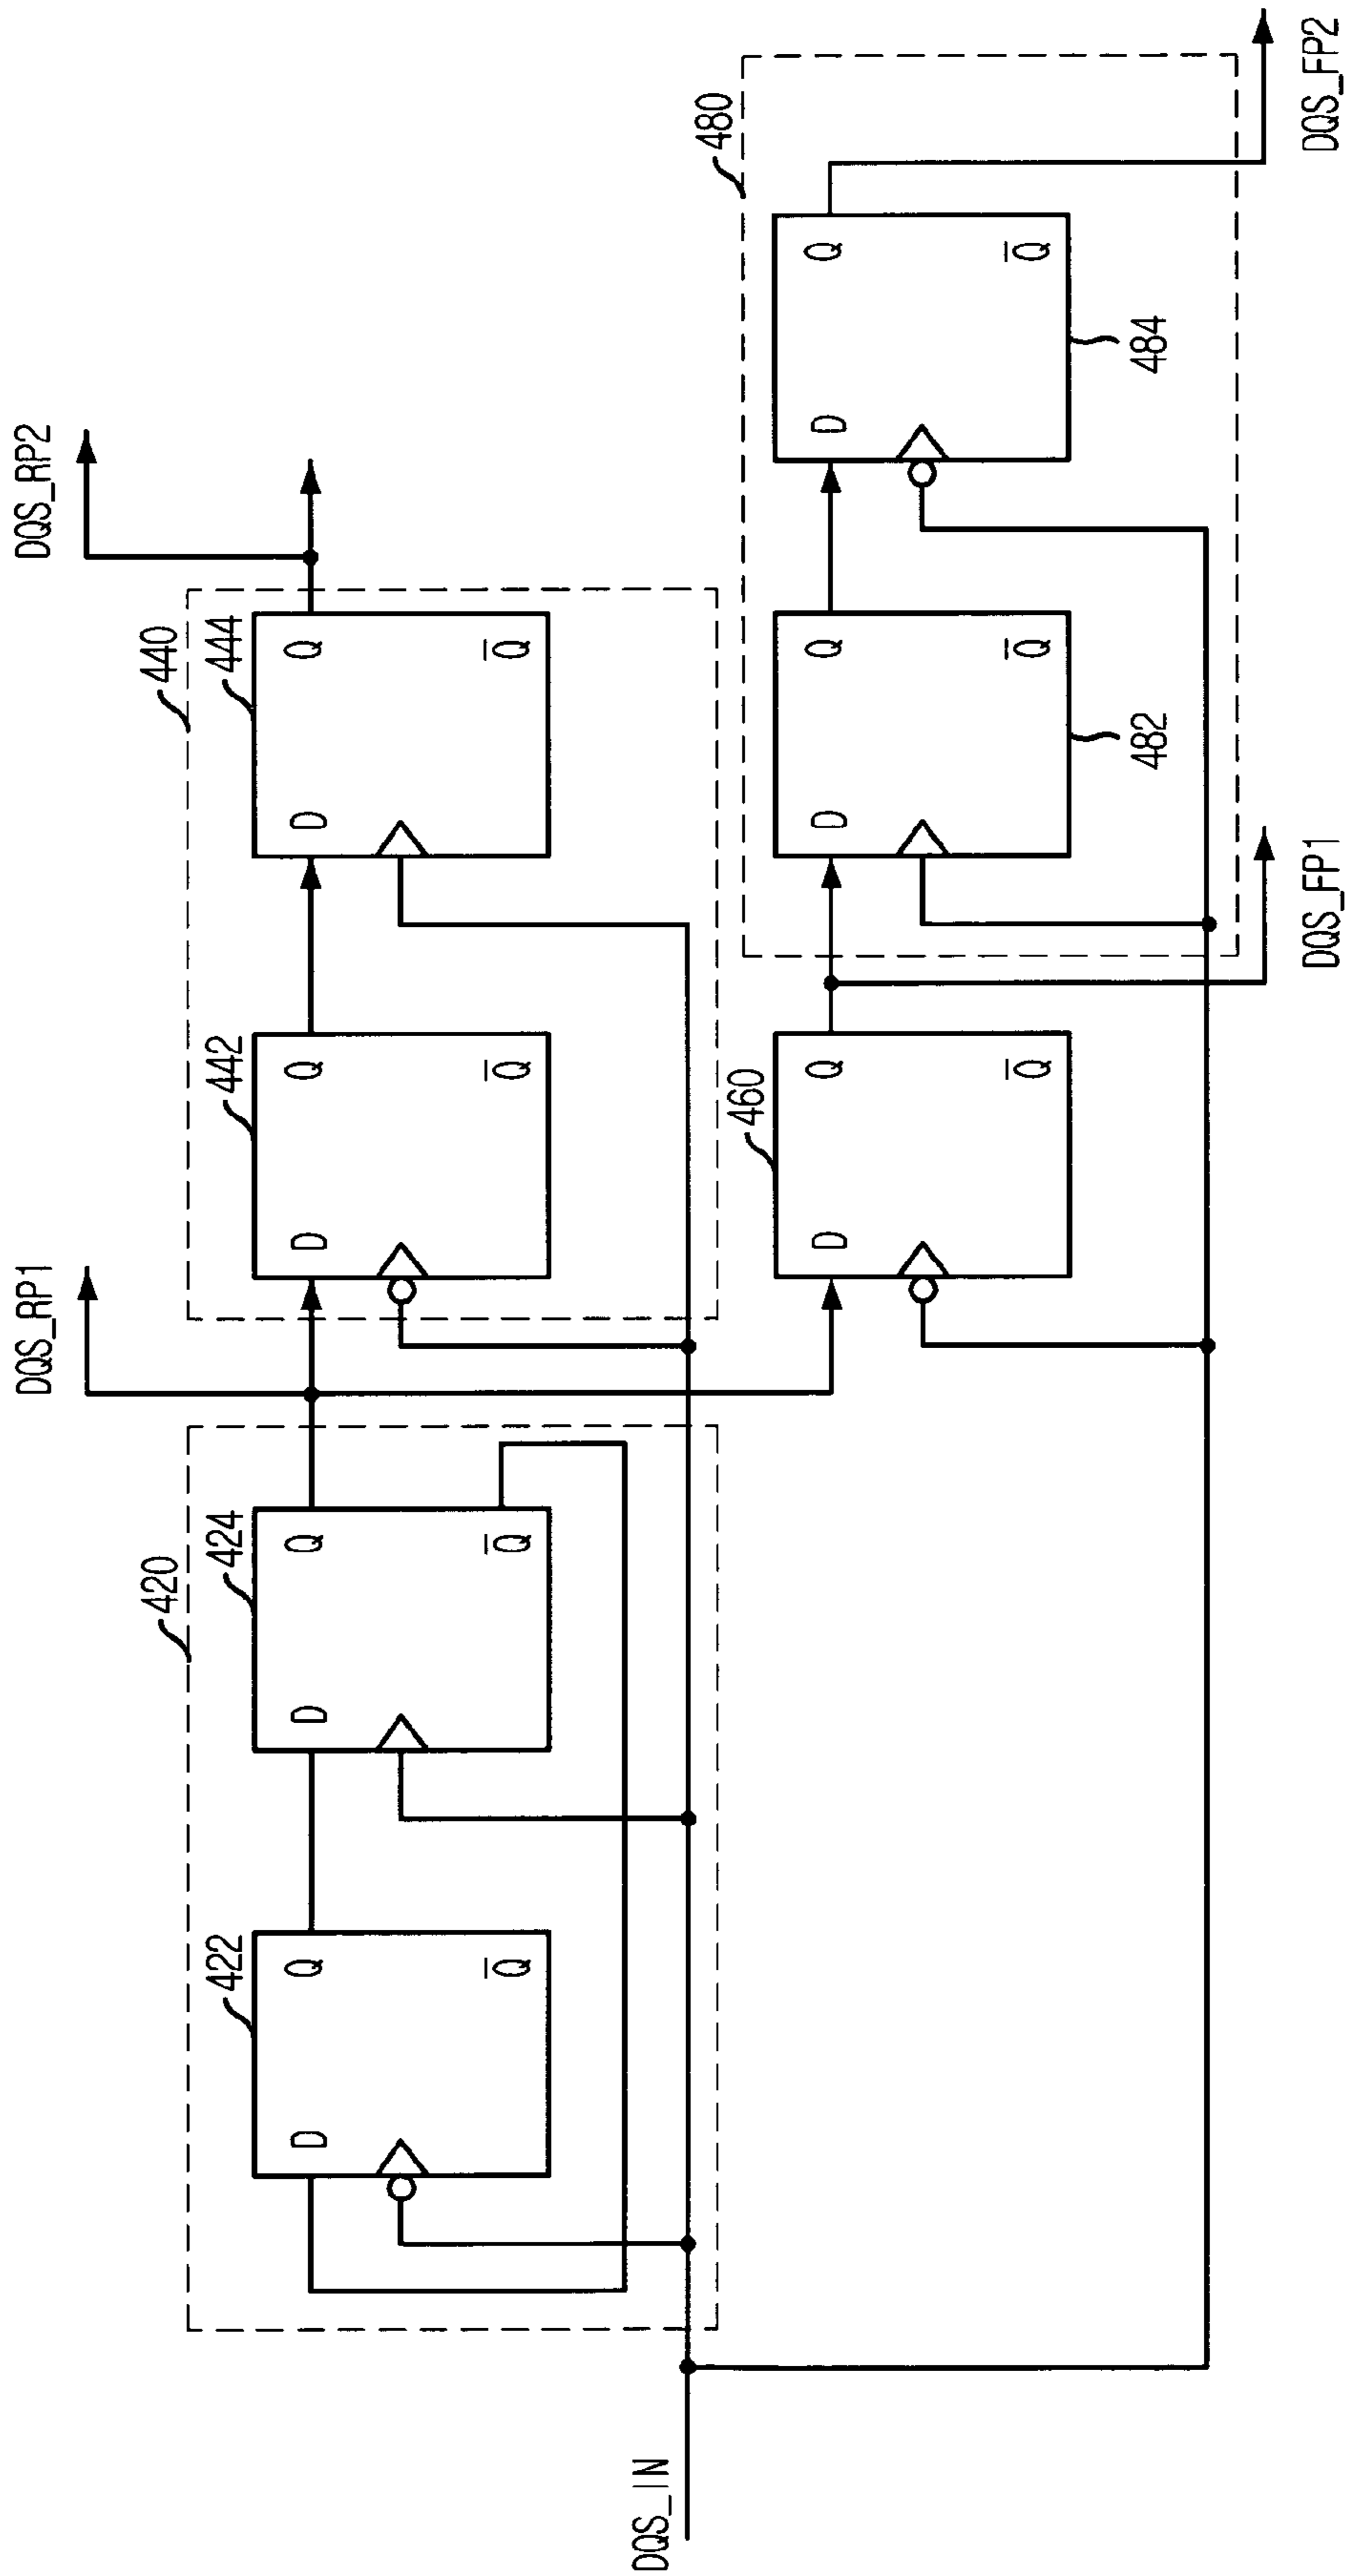 DQS_RP1
DQS_RP2
420
422
D
Q
Q̅
424
D
Q
Q̅
440
442
D
Q
Q̅
444
D
Q
Q̅
DQS_IN
460
D
Q
Q̅
480
D
Q
Q̅
482
D
Q
Q̅
484
DQS_FP1
DQS_FP2